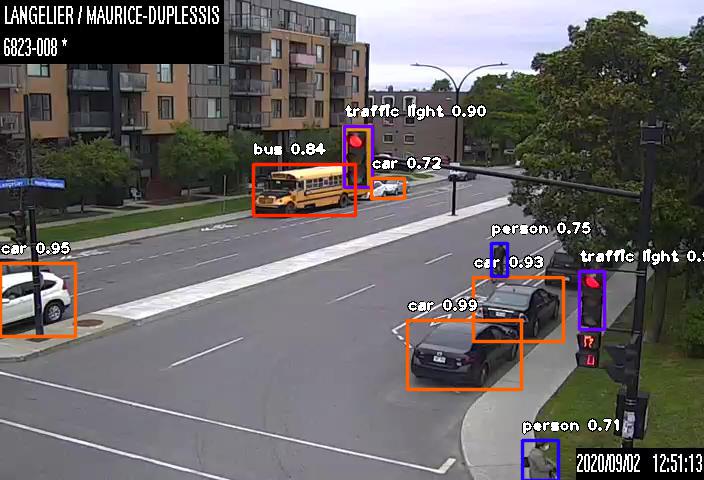 LANGELIER / MAURICE-DUPLESSIS
6823-008 *
traffic light 0.90
bus 0.84
car 0.72
person 0.75
traffic light 0.9
car 0.95
car 0.93
car 0.99
person 0.71
2020/09/02 12:51:13